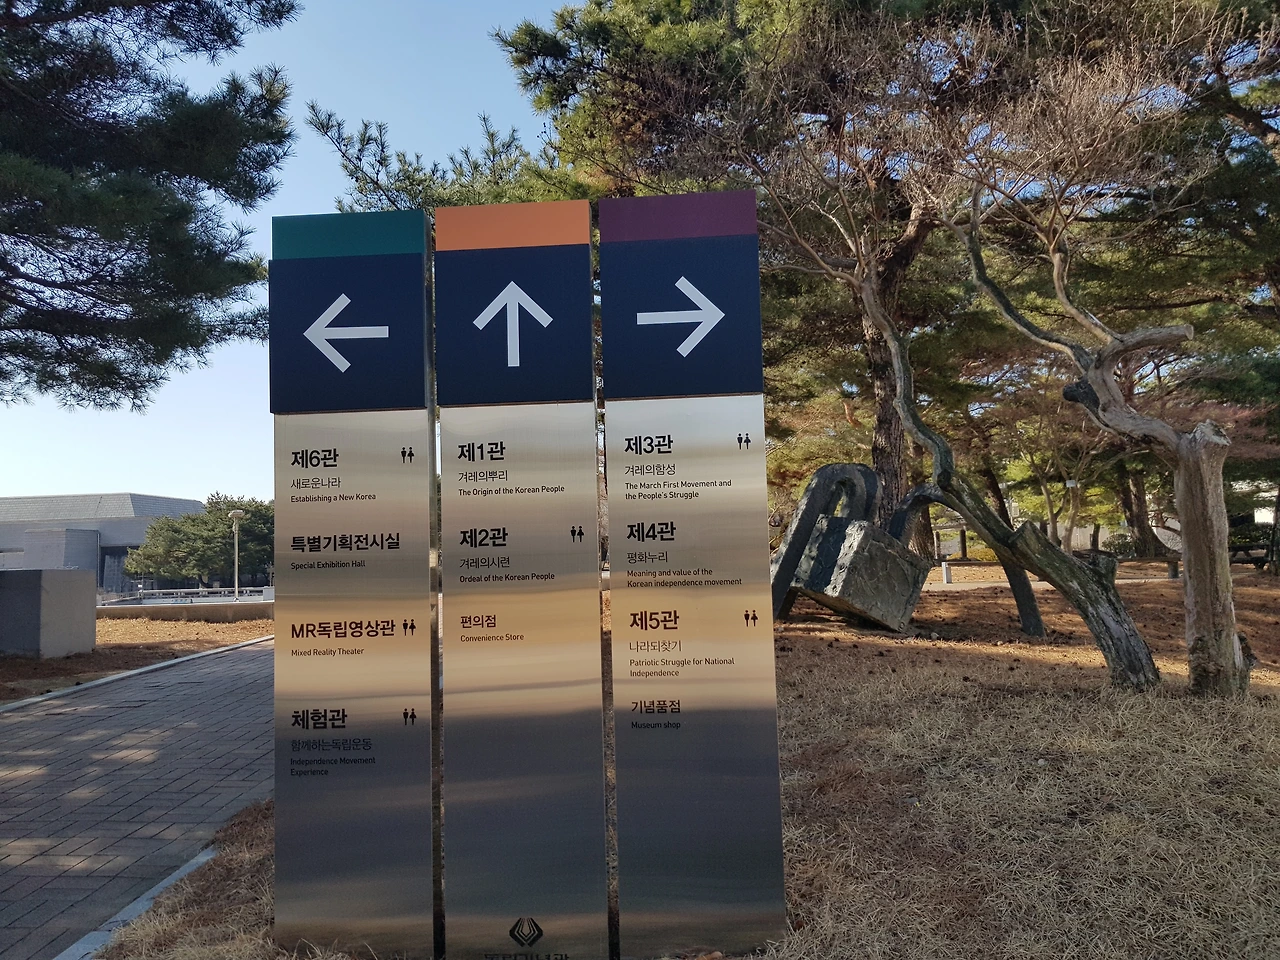 제6관
새로운나라
Establishing a New Korea
특별기획전시실
Special Exhibition Hall
MR독립영상관
Mixed Reality Theater
체험관
함께하는독립운동
Independence Movement
Experience
제1관
겨레의뿌리
The Origin of the Korean People
제2관
겨레의시련
Ordeal of the Korean People
편의점
Convenience Store
제3관
겨레의함성
The March First Movement and
the People's Struggle
제4관
평화누리
Meaning and value of the
Korean independence movement
제5관
나라되찾기
Patriotic Struggle for National
Independence
기념품점
Museum shop